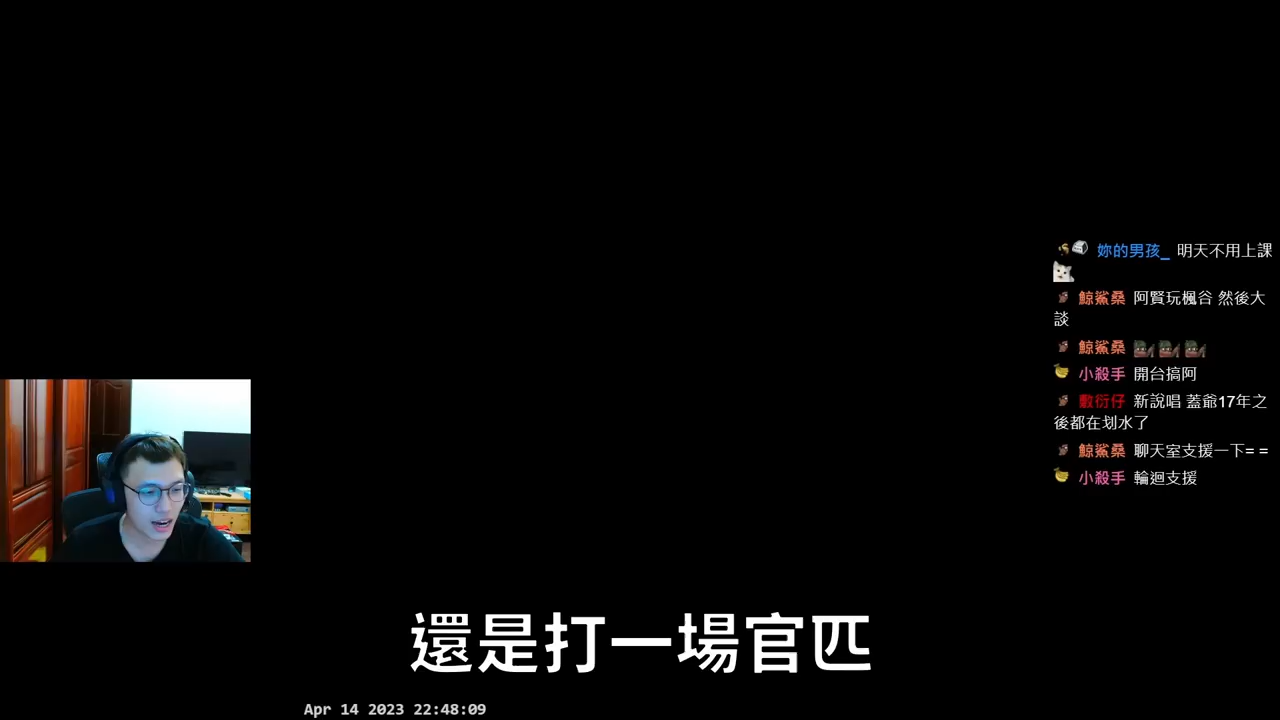 妳的男孩_ 明天不用上課
鯨鯊桑 阿賢玩楓谷 然後大
談
鯨鯊桑
小殺手 開台搞阿
敷衍仔 新說唱 蓋爺17年之
後都在划水了
鯨鯊桑 聊天室支援一下= =
小殺手 輪迴支援
還是打一場官匹
Apr 14 2023 22:48:09